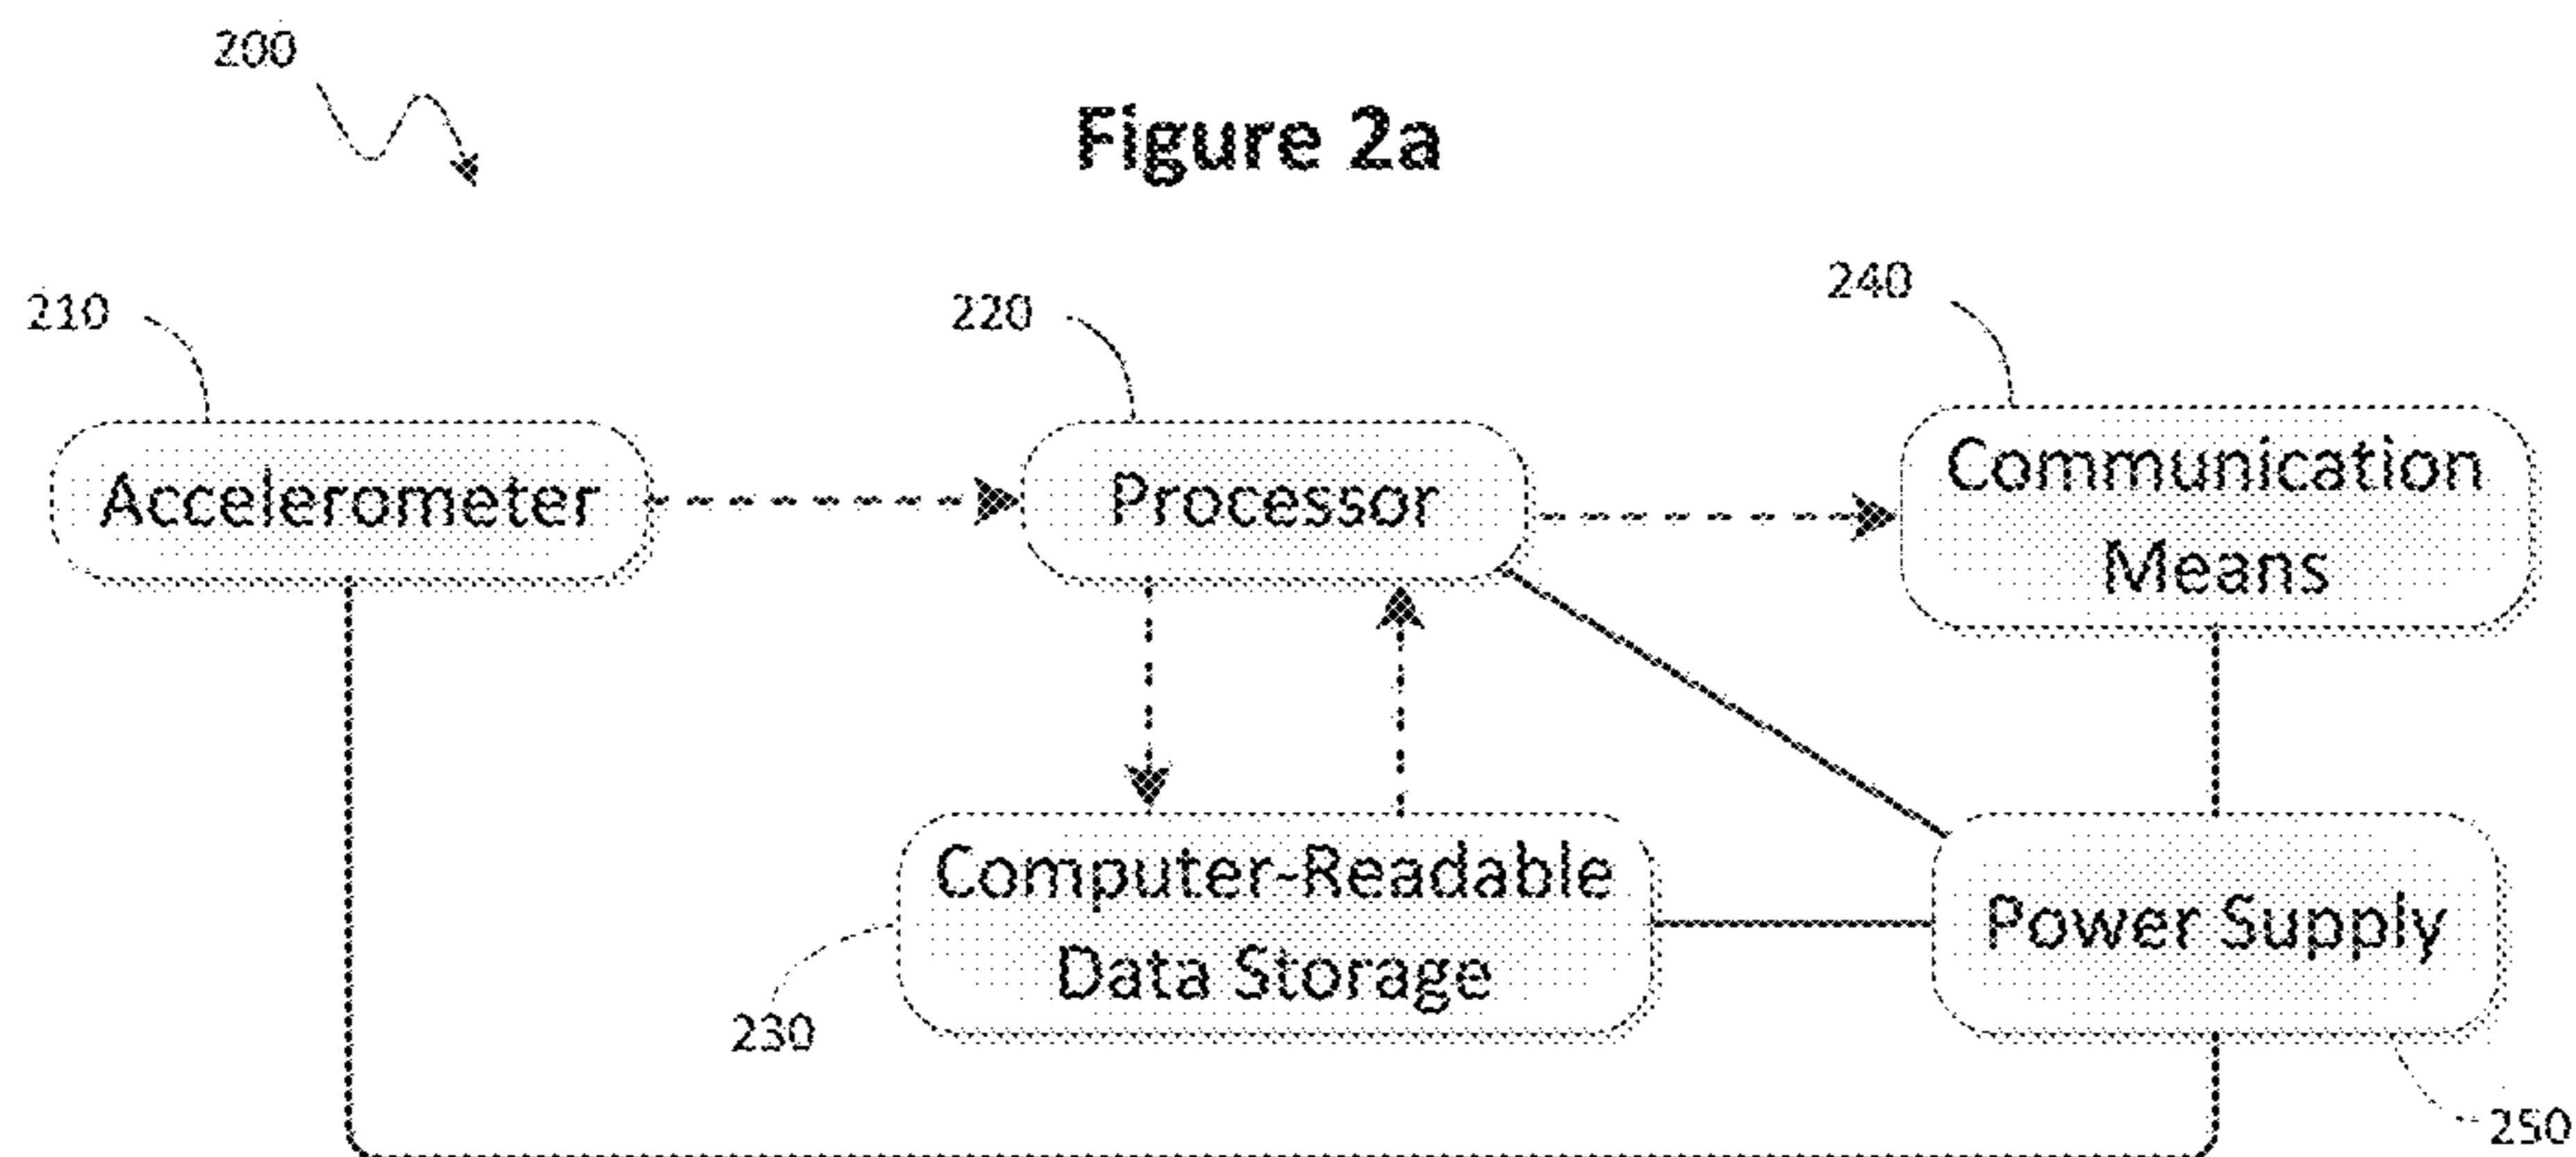 200
Figure 2a
210
220
240
Accelerometer
Processor
Communication
Means
Computer-Readable
Data Storage
Power Supply
230
250